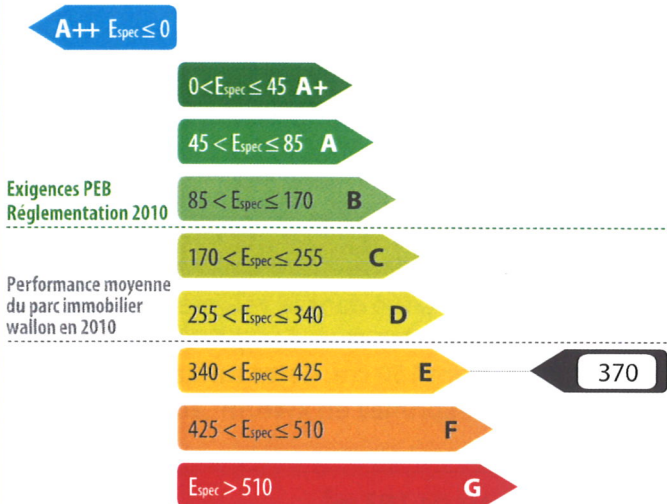 A++ Espec ≤ 0
0<Espec ≤ 45 A+
45 < Espec ≤ 85 A
Exigences PEB
Réglementation 2010
85 < Espec ≤ 170 B
170 < Espec ≤ 255 C
Performance moyenne
du parc immobilier
wallon en 2010
255 < Espec ≤ 340 D
340 < Espec ≤ 425 E
370
425 < Espec ≤ 510 F
Espec > 510 G